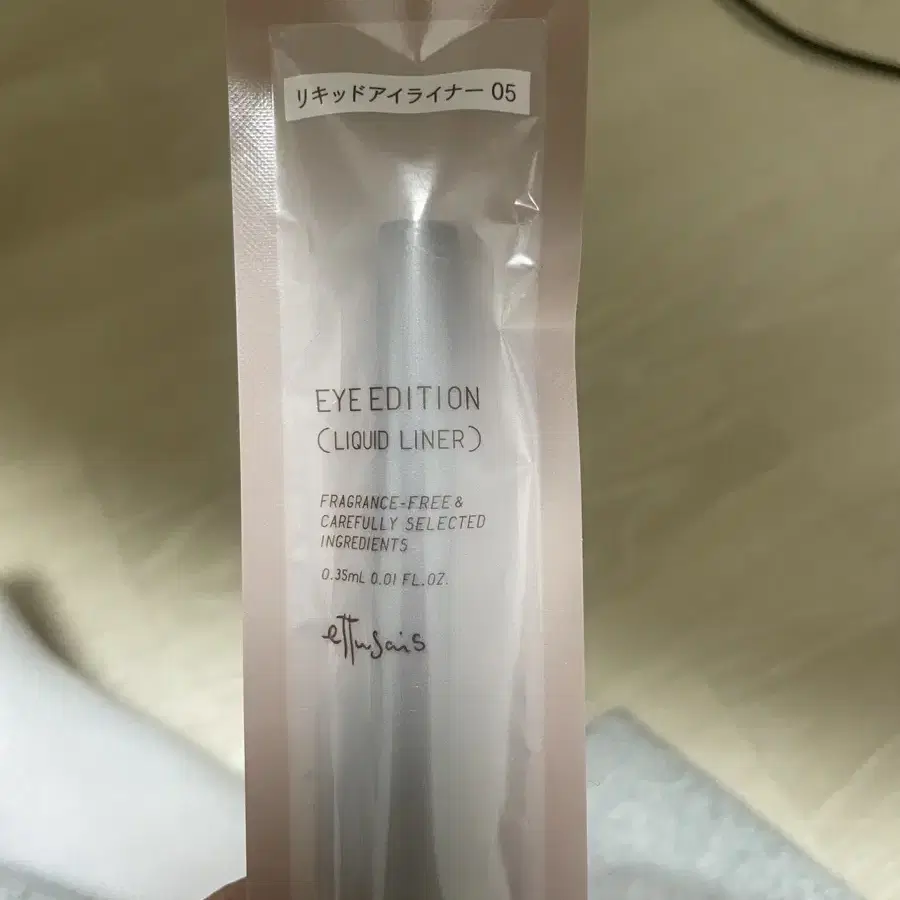 リキッドアイライナー 05
EYE EDITION
(LIQUID LINER)
FRAGRANCE-FREE &
CAREFULLY SELECTED
INGREDIENTS
0.35mL 0.01 FL.OZ.
ettusais